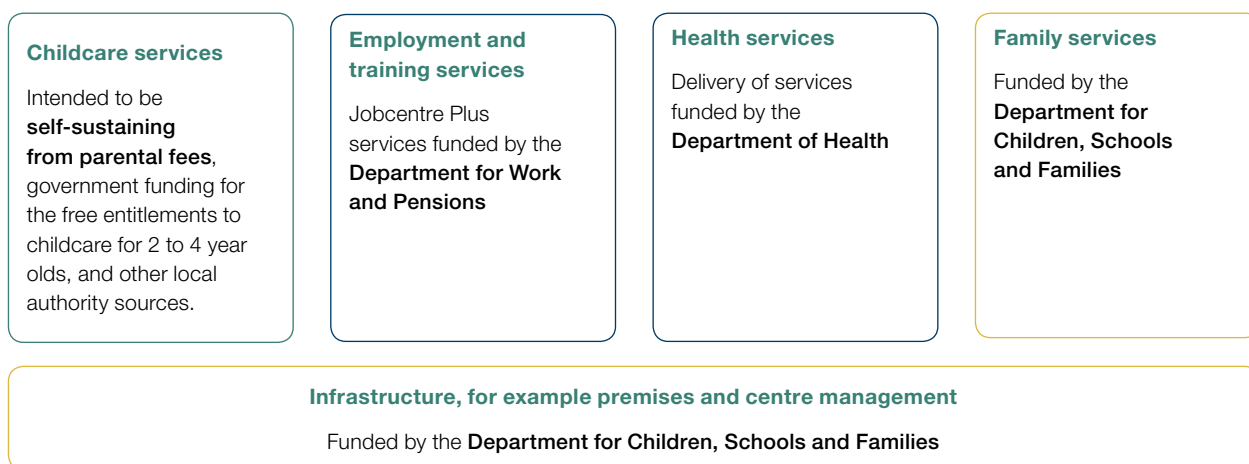 Childcare services
Intended to be
self-sustaining
from parental fees,
government funding for
the free entitlements to
childcare for 2 to 4 year
olds, and other local
authority sources.
Employment and
training services
Jobcentre Plus
services funded by the
Department for Work
and Pensions
Health services
Delivery of services
funded by the
Department of Health
Family services
Funded by the
Department for
Children, Schools
and Families
Infrastructure, for example premises and centre management
Funded by the Department for Children, Schools and Families